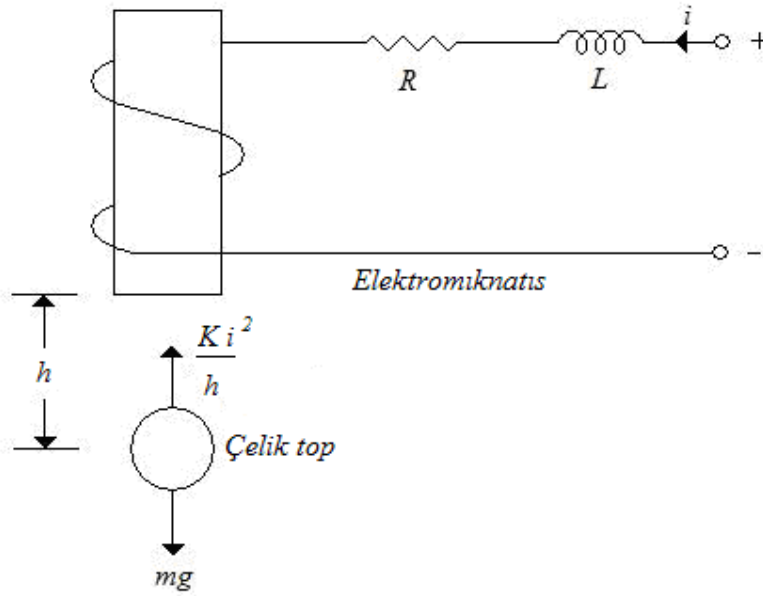 i
+
R
L
Elektromıknatıs
−
h
K i²
h
Çelik top
mg